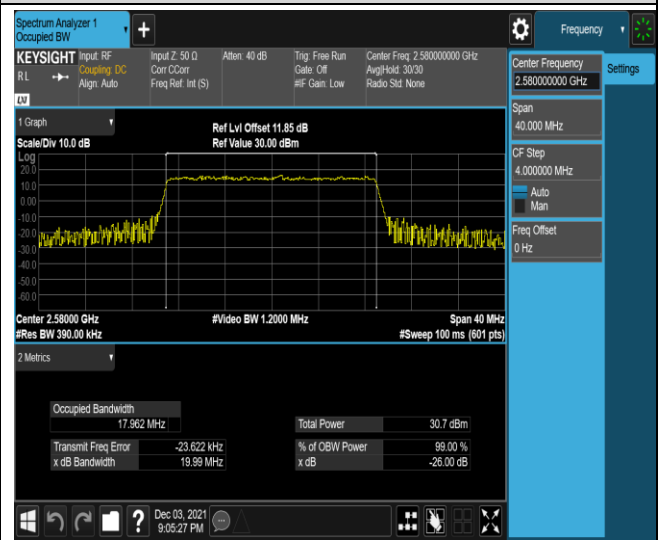 Spectrum Analyzer 1
Occupied BW
Frequency
KEYSIGHT
RL
LXI
Input: RF
Coupling: DC
Align: Auto
Input Z: 50 Ω
Corr CCorr
Freq Ref: Int (S)
Atten: 40 dB
Trig: Free Run
Gate: Off
#IF Gain: Low
Center Freq: 2.580000000 GHz
Avg|Hold: 30/30
Radio Std: None
Center Frequency
2.580000000 GHz
Settings
Span
40.000 MHz
CF Step
4.000000 MHz
Auto
Man
Freq Offset
0 Hz
1 Graph
Scale/Div 10.0 dB
Ref Lvl Offset 11.85 dB
Ref Value 30.00 dBm
Log
20.0
10.0
0.00
-10.0
-20.0
-30.0
-40.0
-50.0
-60.0
Center 2.58000 GHz
#Video BW 1.2000 MHz
Span 40 MHz
#Res BW 390.00 kHz
#Sweep 100 ms (601 pts)
2 Metrics
Occupied Bandwidth
17.962 MHz
Total Power 30.7 dBm
Transmit Freq Error -23.622 kHz
% of OBW Power 99.00 %
x dB Bandwidth 19.99 MHz
x dB -26.00 dB
?
Dec 03, 2021
9:05:27 PM